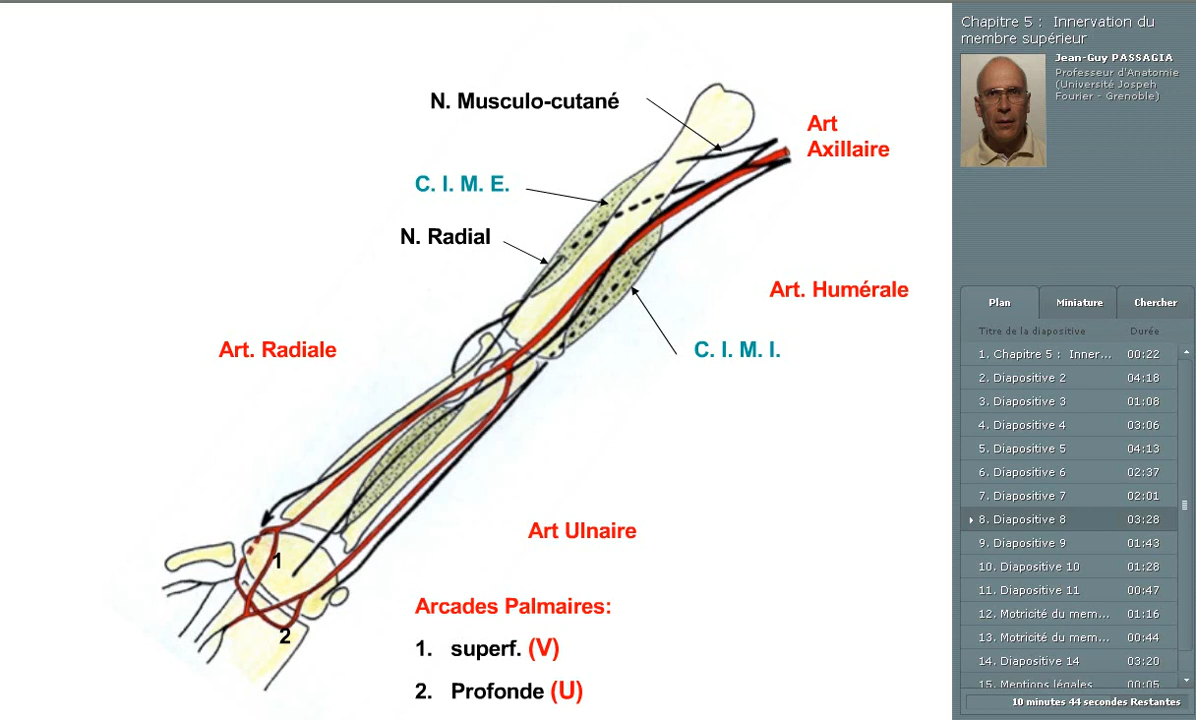 N. Musculo-cutané
Art
Axillaire
C. I. M. E.
N. Radial
Art. Humérale
Art. Radiale
C. I. M. I.
Art Ulnaire
1
2
Arcades Palmaires:
1. superf. (V)
2. Profonde (U)
Chapitre 5 : Innervation du
membre supérieur
Jean-Guy PASSAGIA
Professeur d'Anatomie
(Université Jospeh
Fourier - Grenoble)
Plan Miniature Chercher
Titre de la diapositive Durée
1. Chapitre 5 : Inner... 00:22
2. Diapositive 2 04:18
3. Diapositive 3 01:08
4. Diapositive 4 03:06
5. Diapositive 5 04:13
6. Diapositive 6 02:37
7. Diapositive 7 02:01
8. Diapositive 8 03:28
9. Diapositive 9 01:43
10. Diapositive 10 01:28
11. Diapositive 11 00:47
12. Motricité du mem... 01:16
13. Motricité du mem... 00:44
14. Diapositive 14 03:20
15. Mentions légales 00:05
10 minutes 44 secondes Restantes